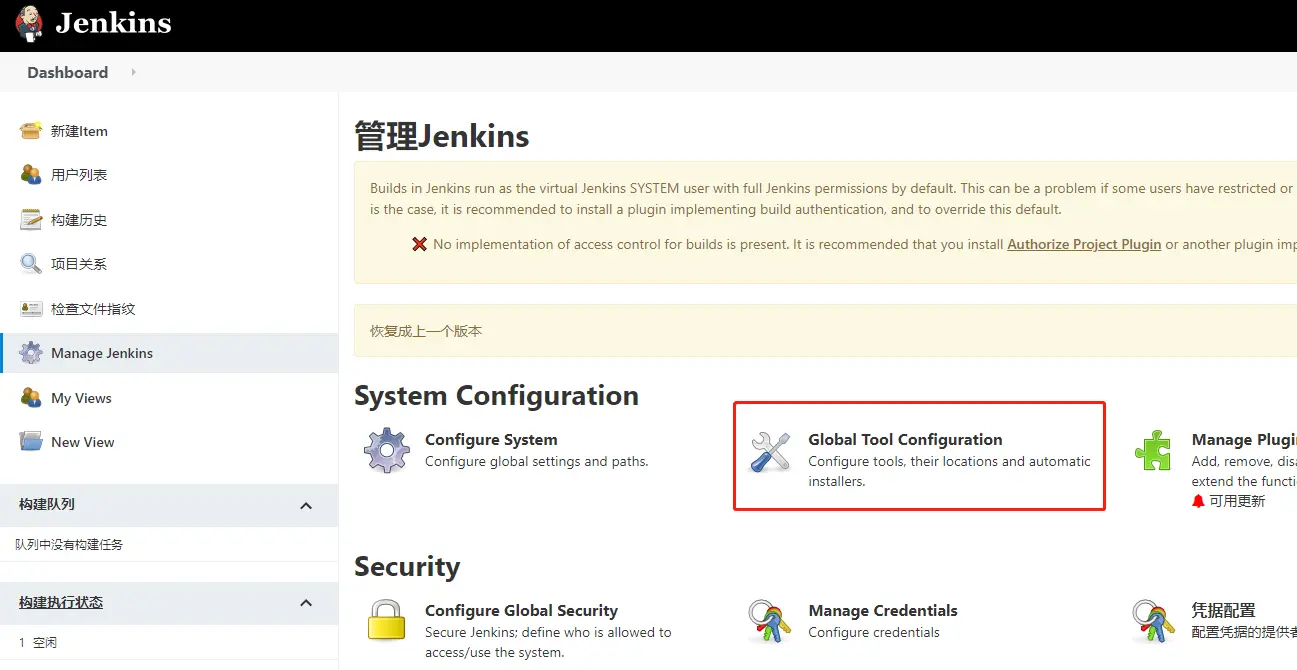 Jenkins
Dashboard
新建Item
用户列表
构建历史
项目关系
检查文件指纹
Manage Jenkins
My Views
New View
构建队列
队列中没有构建任务
构建执行状态
1 空闲
管理Jenkins
Builds in Jenkins run as the virtual Jenkins SYSTEM user with full Jenkins permissions by default. This can be a problem if some users have restricted or
is the case, it is recommended to install a plugin implementing build authentication, and to override this default.
No implementation of access control for builds is present. It is recommended that you install Authorize Project Plugin or another plugin imp
恢复成上一个版本
System Configuration
Configure System
Configure global settings and paths.
Global Tool Configuration
Configure tools, their locations and automatic
installers.
Manage Plugi
Add, remove, disa
extend the functi
可用更新
Security
Configure Global Security
Secure Jenkins; define who is allowed to
access/use the system.
Manage Credentials
Configure credentials
凭据配置
配置凭据的提供者